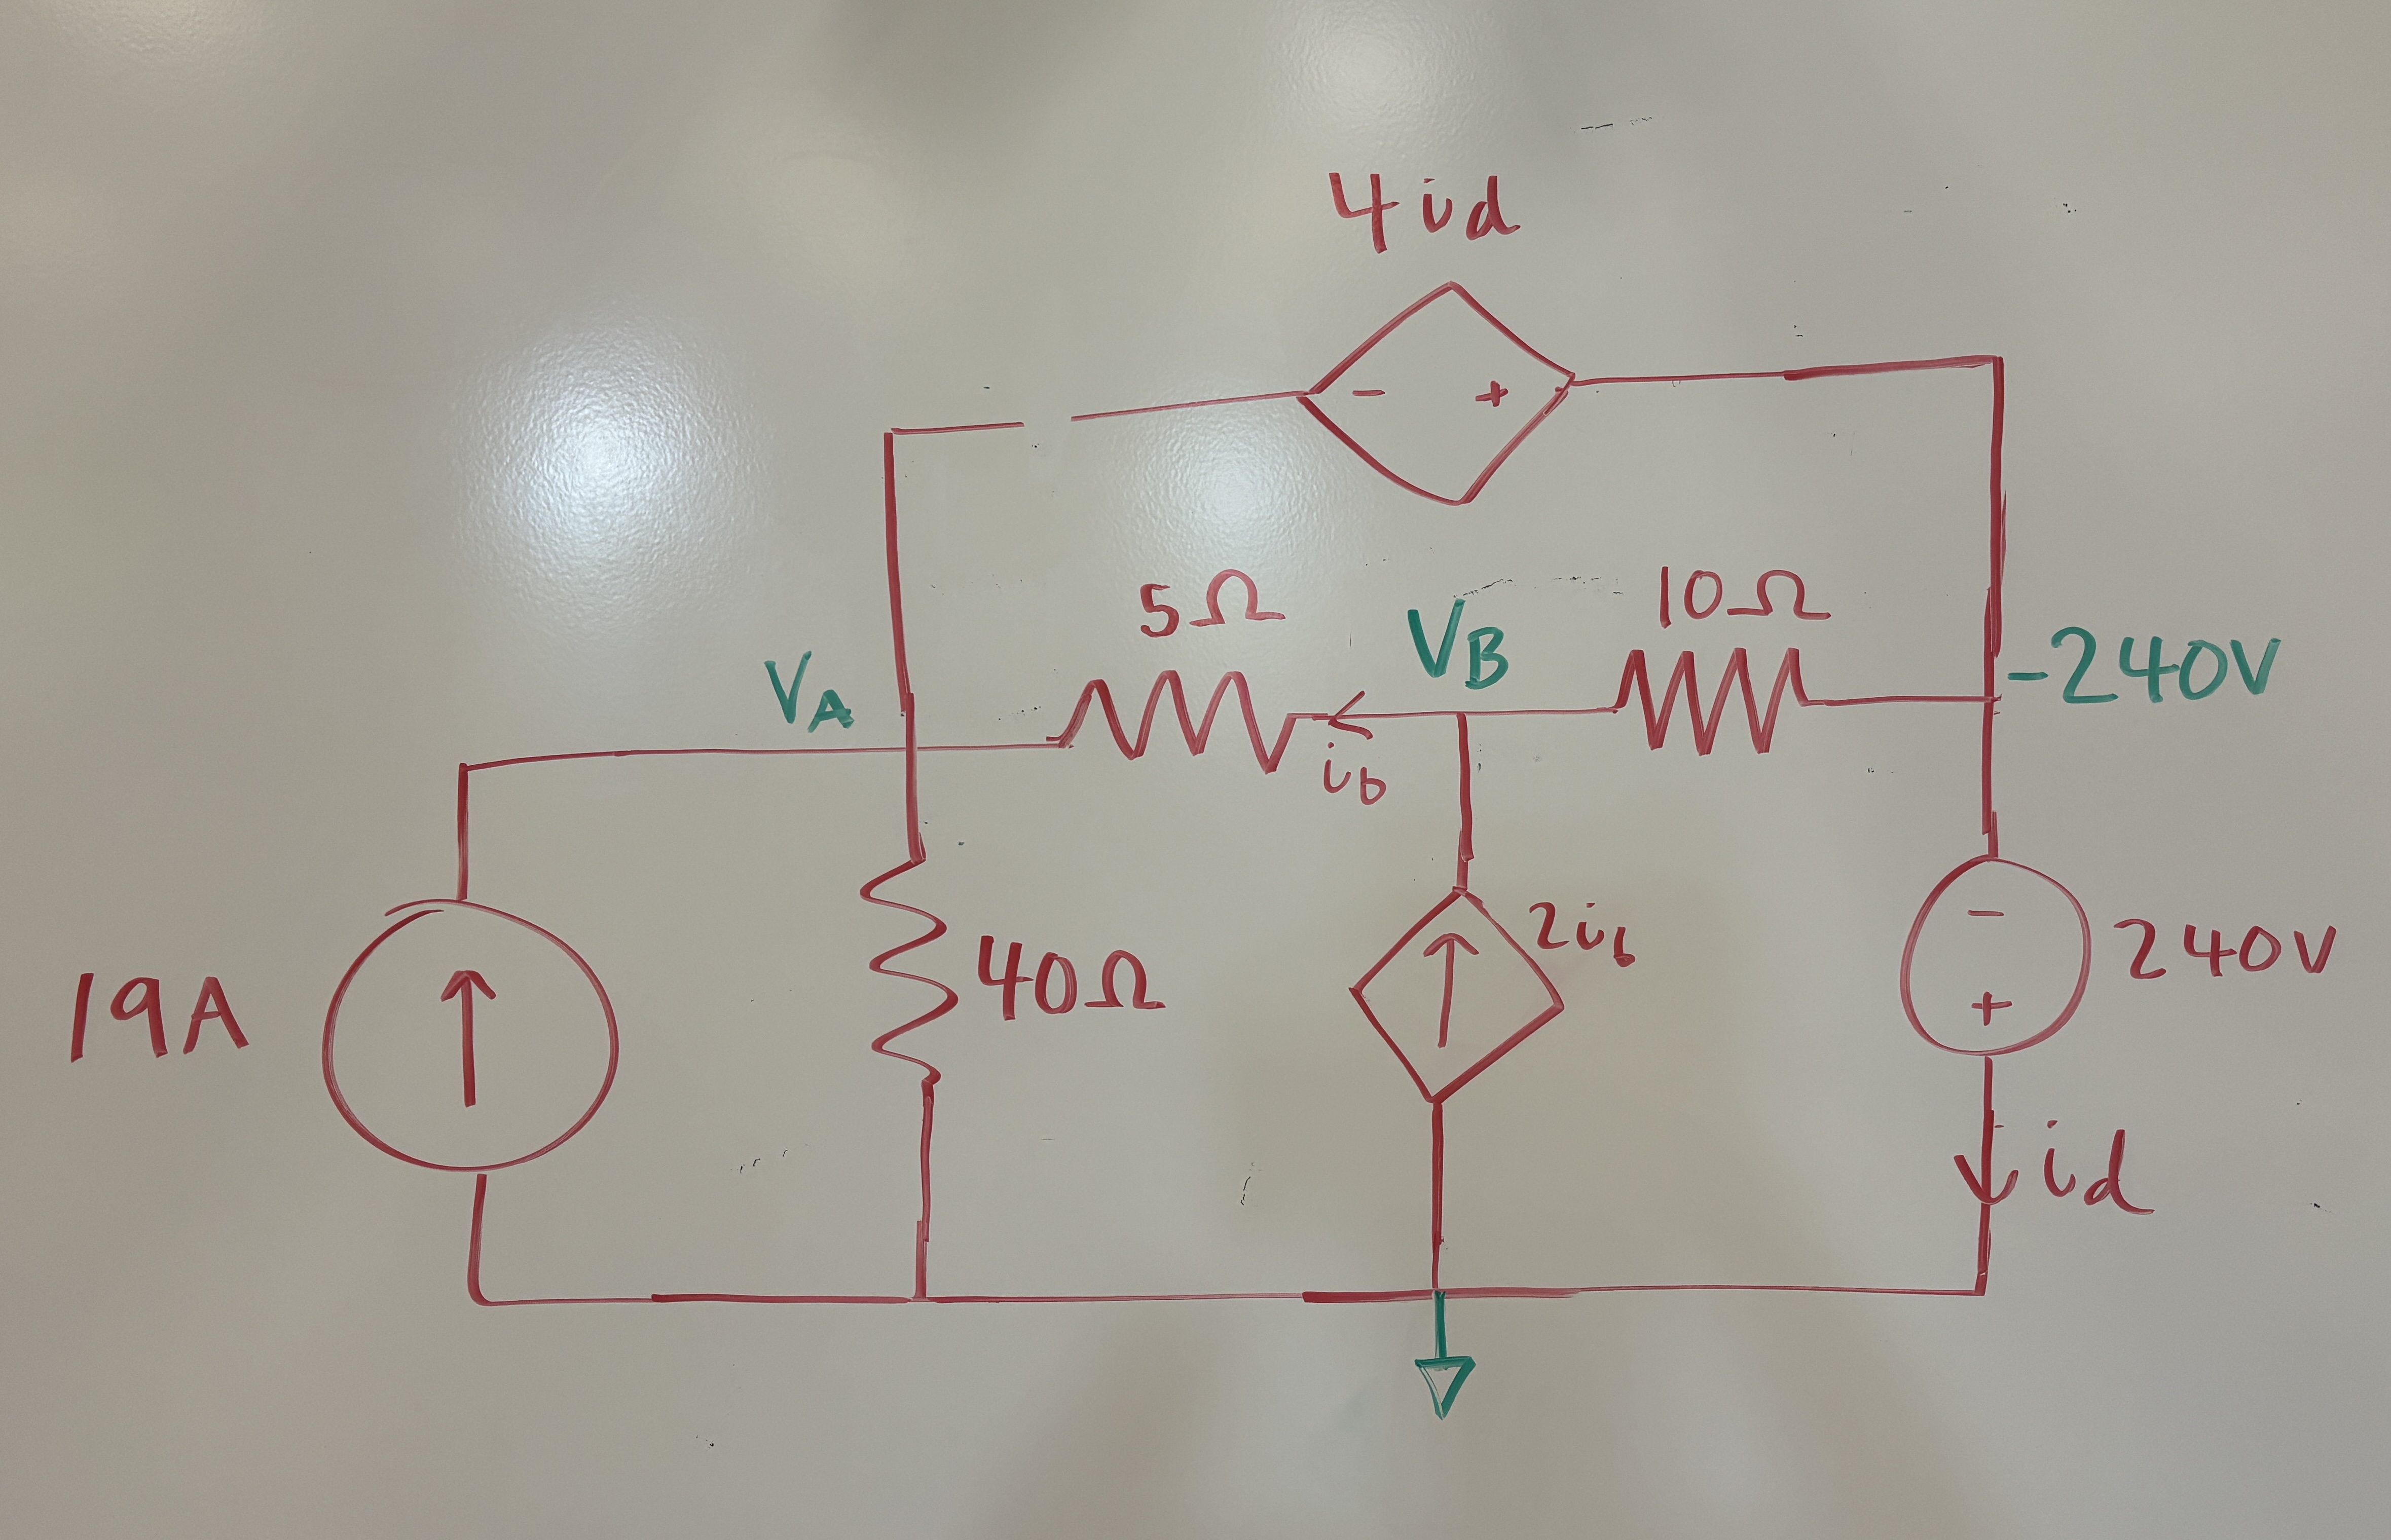 4id
- +
5Ω
VB
10Ω
VA
-240V
ib
19A
40Ω
2ib
-
+
240V
id